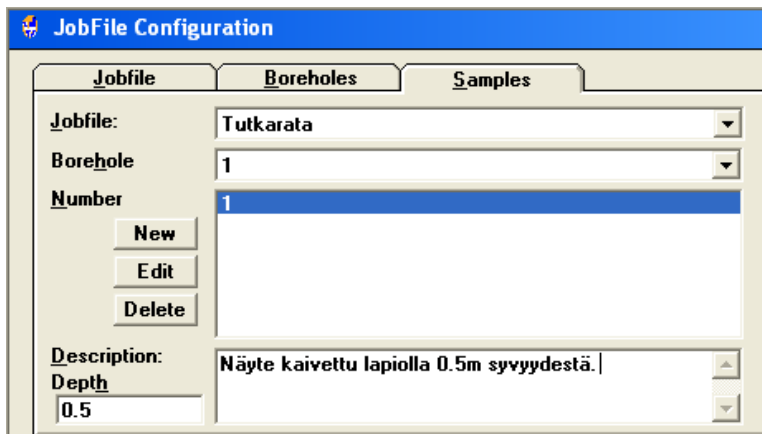 JobFile Configuration
Jobfile Boreholes Samples
Jobfile: Tutkarata
Borehole 1
Number 1
New
Edit
Delete
Description: Näyte kaivettu lapiolla 0.5m syvyydestä.
Depth
0.5